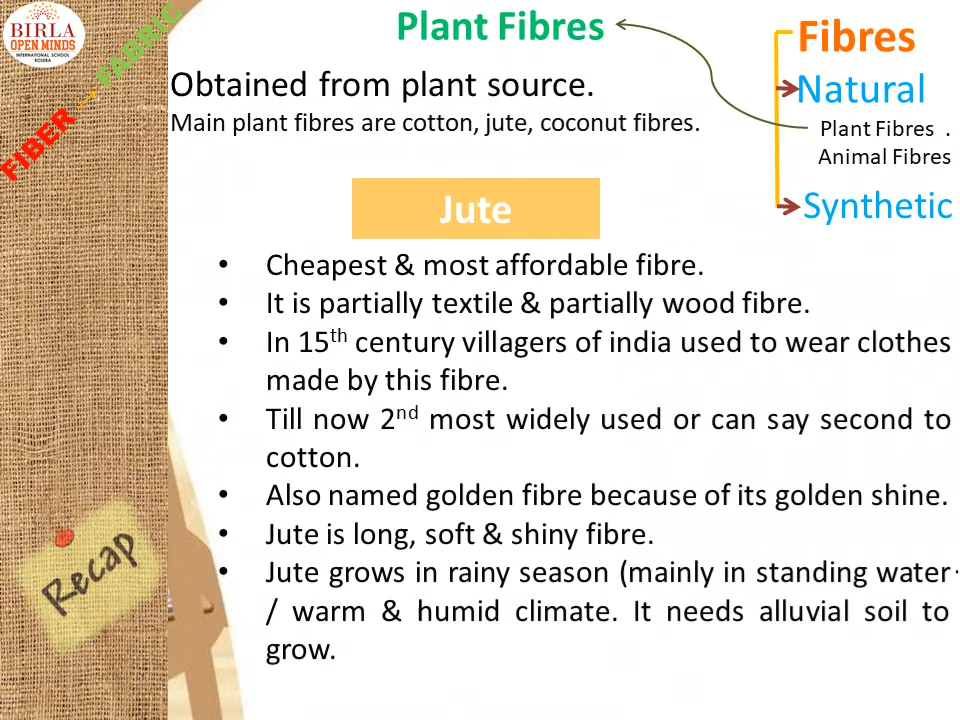 BIRLA
OPEN MINDS
INTERNATIONAL SCHOOL
ROSERA
FIBER → FABRIC
Plant Fibres
Obtained from plant source.
Main plant fibres are cotton, jute, coconut fibres.
Fibres
Natural
Plant Fibres .
Animal Fibres
Synthetic
Jute
• Cheapest & most affordable fibre.
• It is partially textile & partially wood fibre.
• In 15th century villagers of india used to wear clothes
made by this fibre.
• Till now 2nd most widely used or can say second to
cotton.
• Also named golden fibre because of its golden shine.
• Jute is long, soft & shiny fibre.
• Jute grows in rainy season (mainly in standing water
/ warm & humid climate. It needs alluvial soil to
grow.
Recap